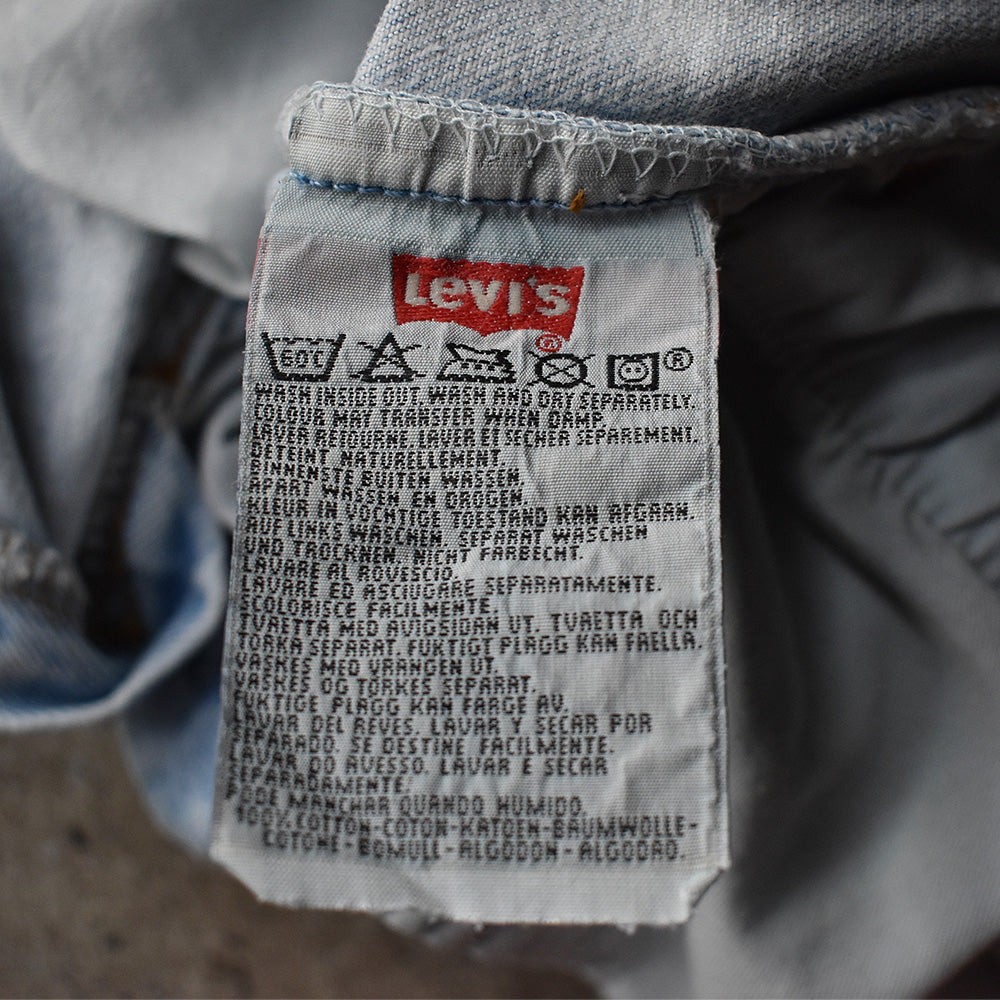 Levi's
®
60C
®
WASH INSIDE OUT. WASH AND DRY SEPARATELY.
COLOUR MAY TRANSFER WHEN DAMP.
LAVER RETOURNE. LAVER ET SECHER SEPAREMENT.
DETEINT NATURELLEMENT.
BINNENSTE BUITEN WASSEN.
APART WASSEN EN DROGEN.
KLEUR IN VOCHTIGE TOESTAND KAN AFGAAN.
AUF LINKS WASCHEN. SEPARAT WASCHEN
UND TROCKNEN. NICHT FARBECHT.
LAVARE AL ROVESCIO.
LAVARE ED ASCIUGARE SEPARATAMENTE.
SCOLORISCE FACILMENTE.
TVAETTA MED AVIGSIDAN UT. TVAETTA OCH
TORKA SEPARAT. FUKTIGT PLAGG KAN FAELLA.
VASKES MED VRANGEN UT.
VASKES OG TORKES SEPARAT.
FUKTIGE PLAGG KAN FARGE AV.
LAVAR DEL REVES. LAVAR Y SECAR POR
SEPARADO. SE DESTINE FACILMENTE.
LAVAR DO AVESSO. LAVAR E SECAR
SEPARADAMENTE.
PODE MANCHAR QUANDO HUMIDO.
100% COTTON-COTON-KATOEN-BAUMWOLLE-
COTONE-BOMULL-ALGODON-ALGODAO.